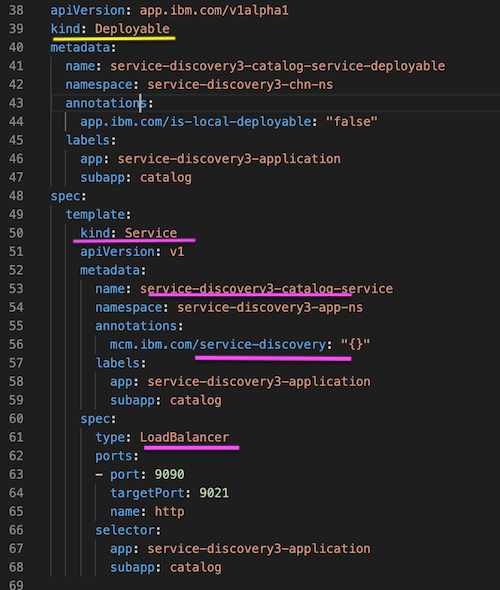 38 apiVersion: app.ibm.com/v1alpha1
39 kind: Deployable
40 metadata:
41   name: service-discovery3-catalog-service-deployable
42   namespace: service-discovery3-chn-ns
43   annotations:
44     app.ibm.com/is-local-deployable: "false"
45   labels:
46     app: service-discovery3-application
47     subapp: catalog
48 spec:
49   template:
50     kind: Service
51     apiVersion: v1
52     metadata:
53       name: service-discovery3-catalog-service
54       namespace: service-discovery3-app-ns
55       annotations:
56         mcm.ibm.com/service-discovery: "{}"
57       labels:
58         app: service-discovery3-application
59         subapp: catalog
60     spec:
61       type: LoadBalancer
62       ports:
63       - port: 9090
64         targetPort: 9021
65         name: http
66       selector:
67         app: service-discovery3-application
68         subapp: catalog
69